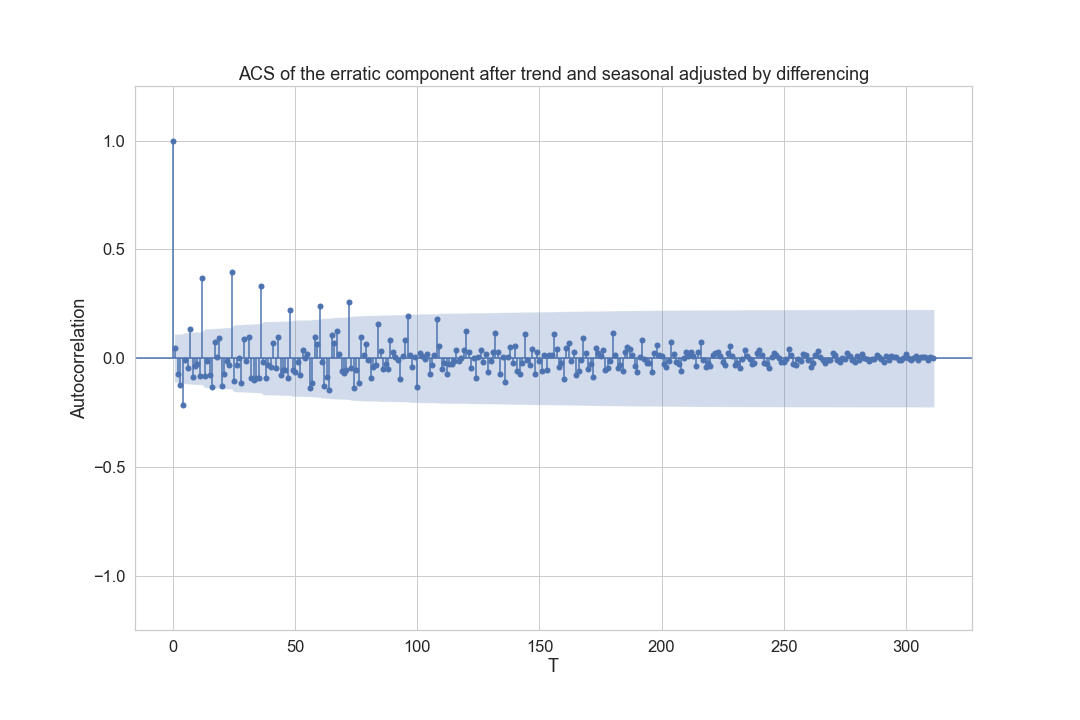 ACS of the erratic component after trend and seasonal adjusted by differencing
1.0
0.5
0.0
−0.5
−1.0
Autocorrelation
0 50 100 150 200 250 300
T